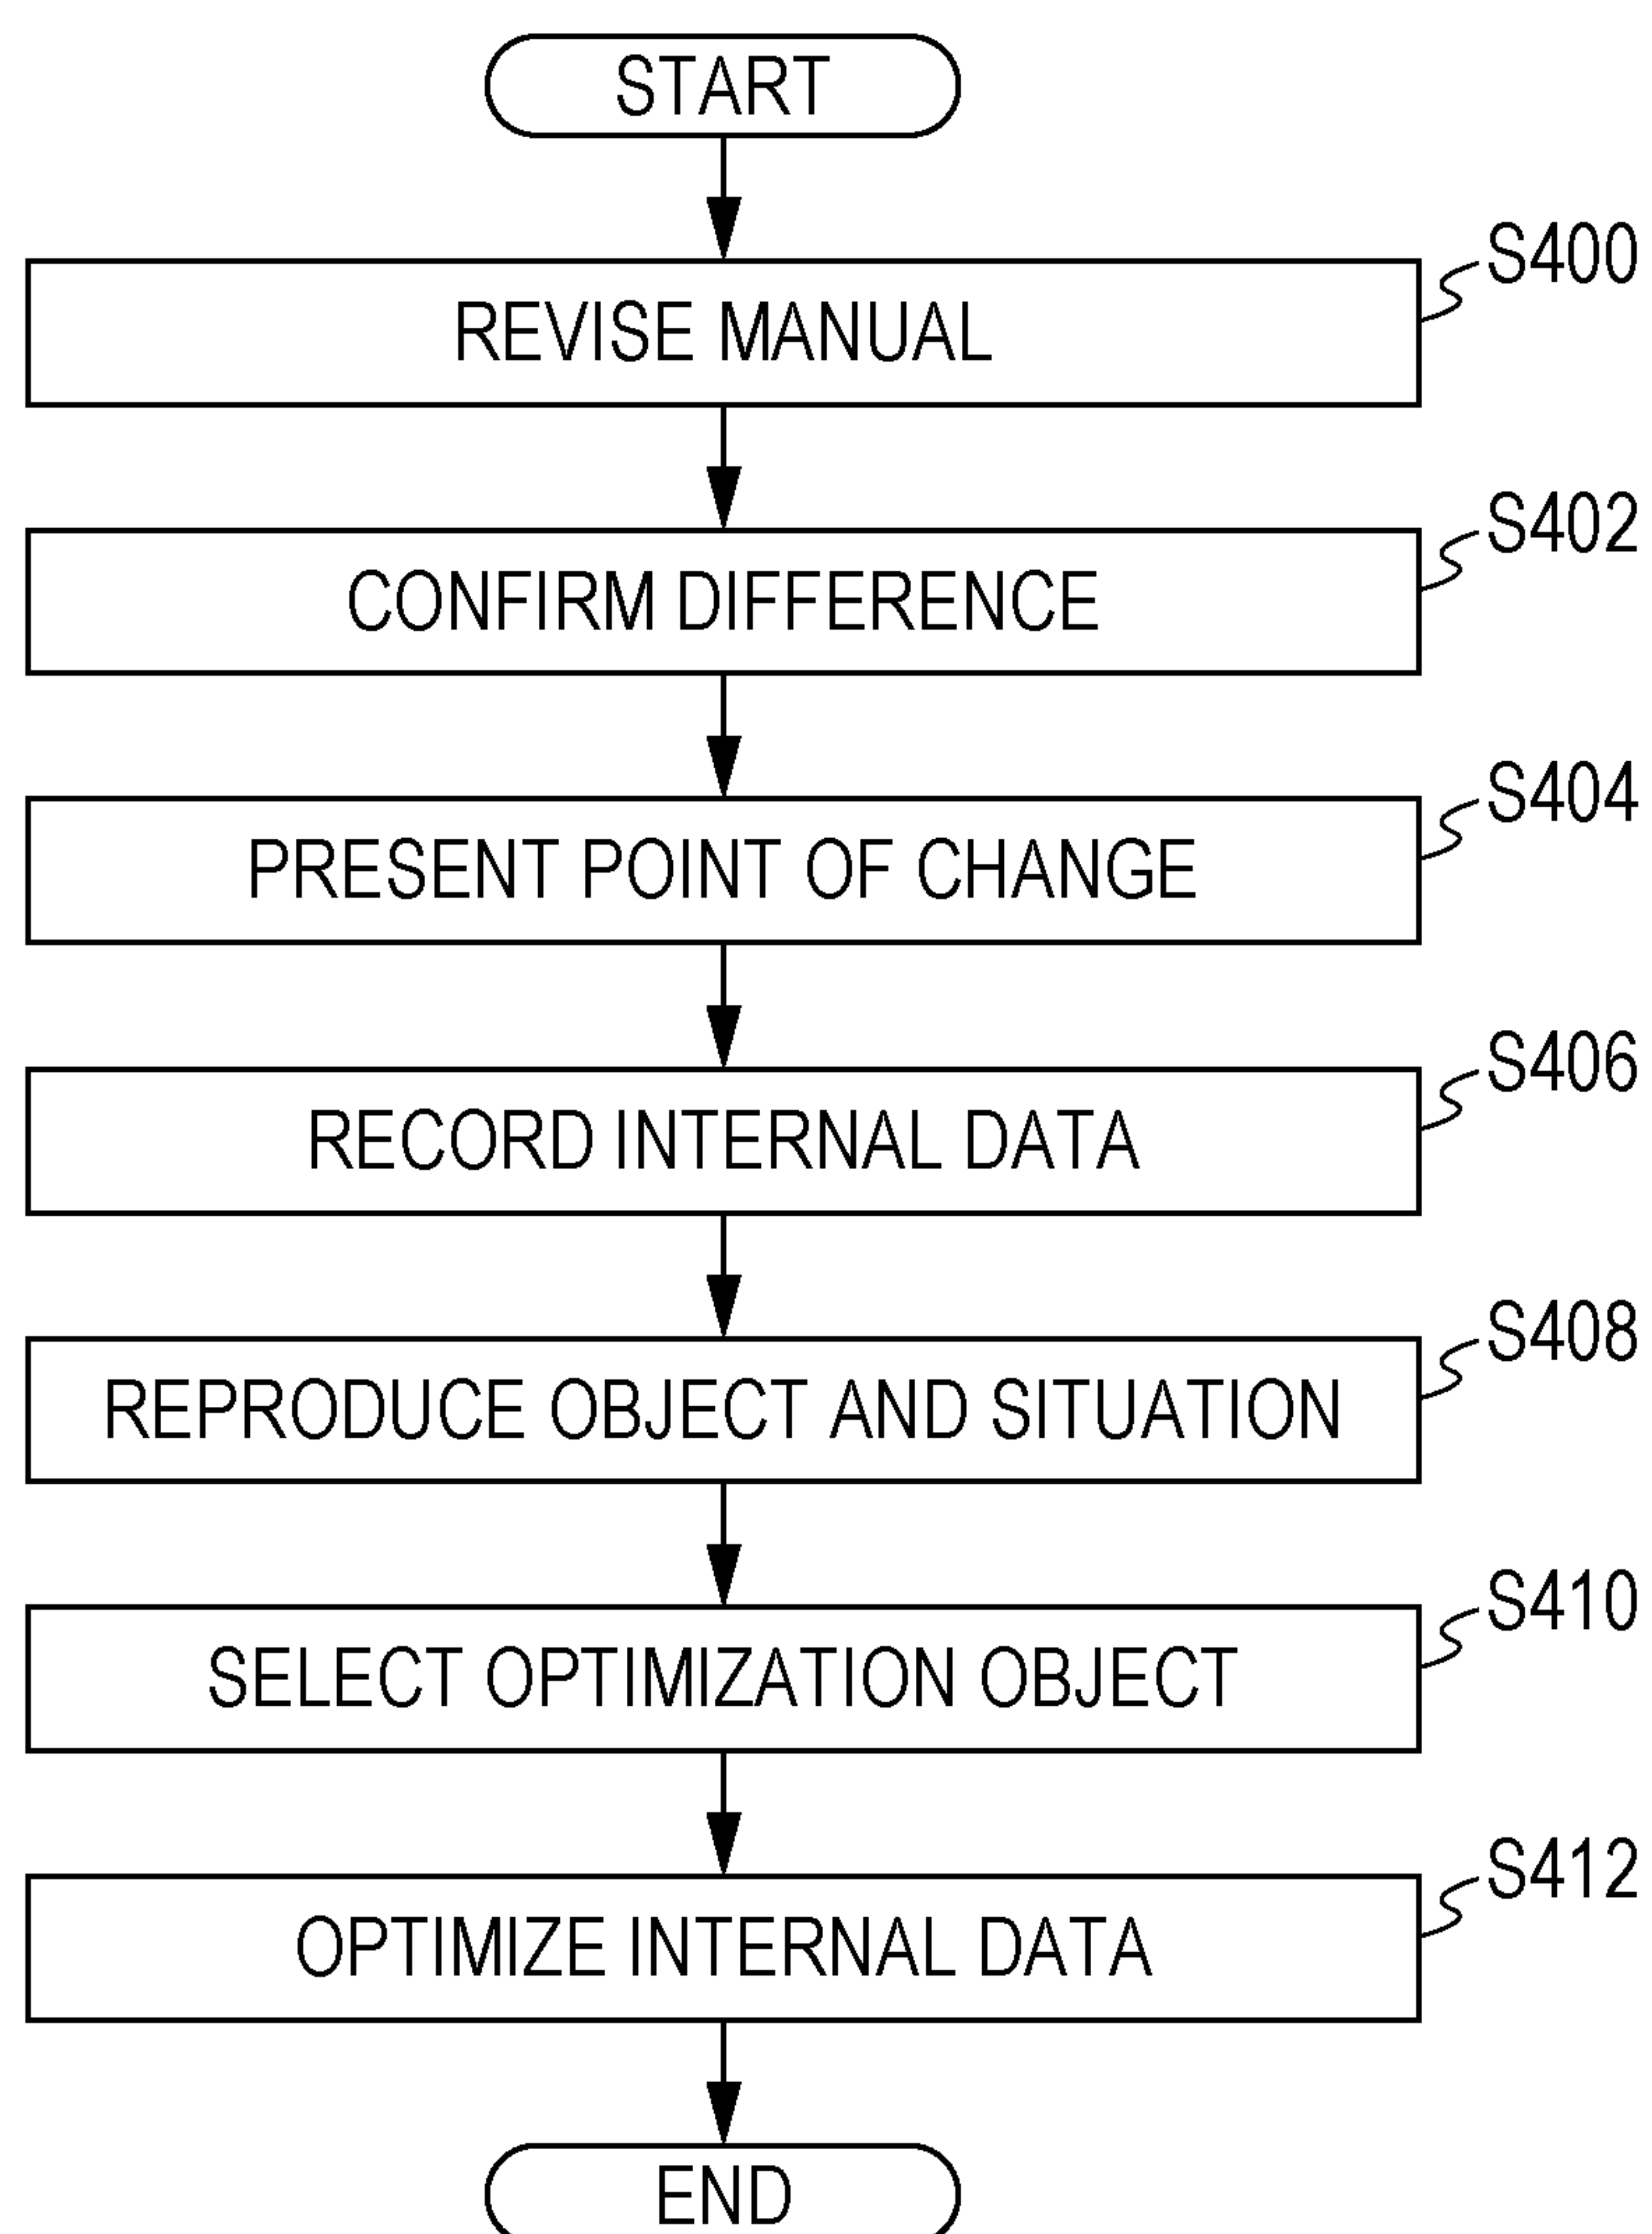 START
S400
REVISE MANUAL
S402
CONFIRM DIFFERENCE
S404
PRESENT POINT OF CHANGE
S406
RECORD INTERNAL DATA
S408
REPRODUCE OBJECT AND SITUATION
S410
SELECT OPTIMIZATION OBJECT
S412
OPTIMIZE INTERNAL DATA
END